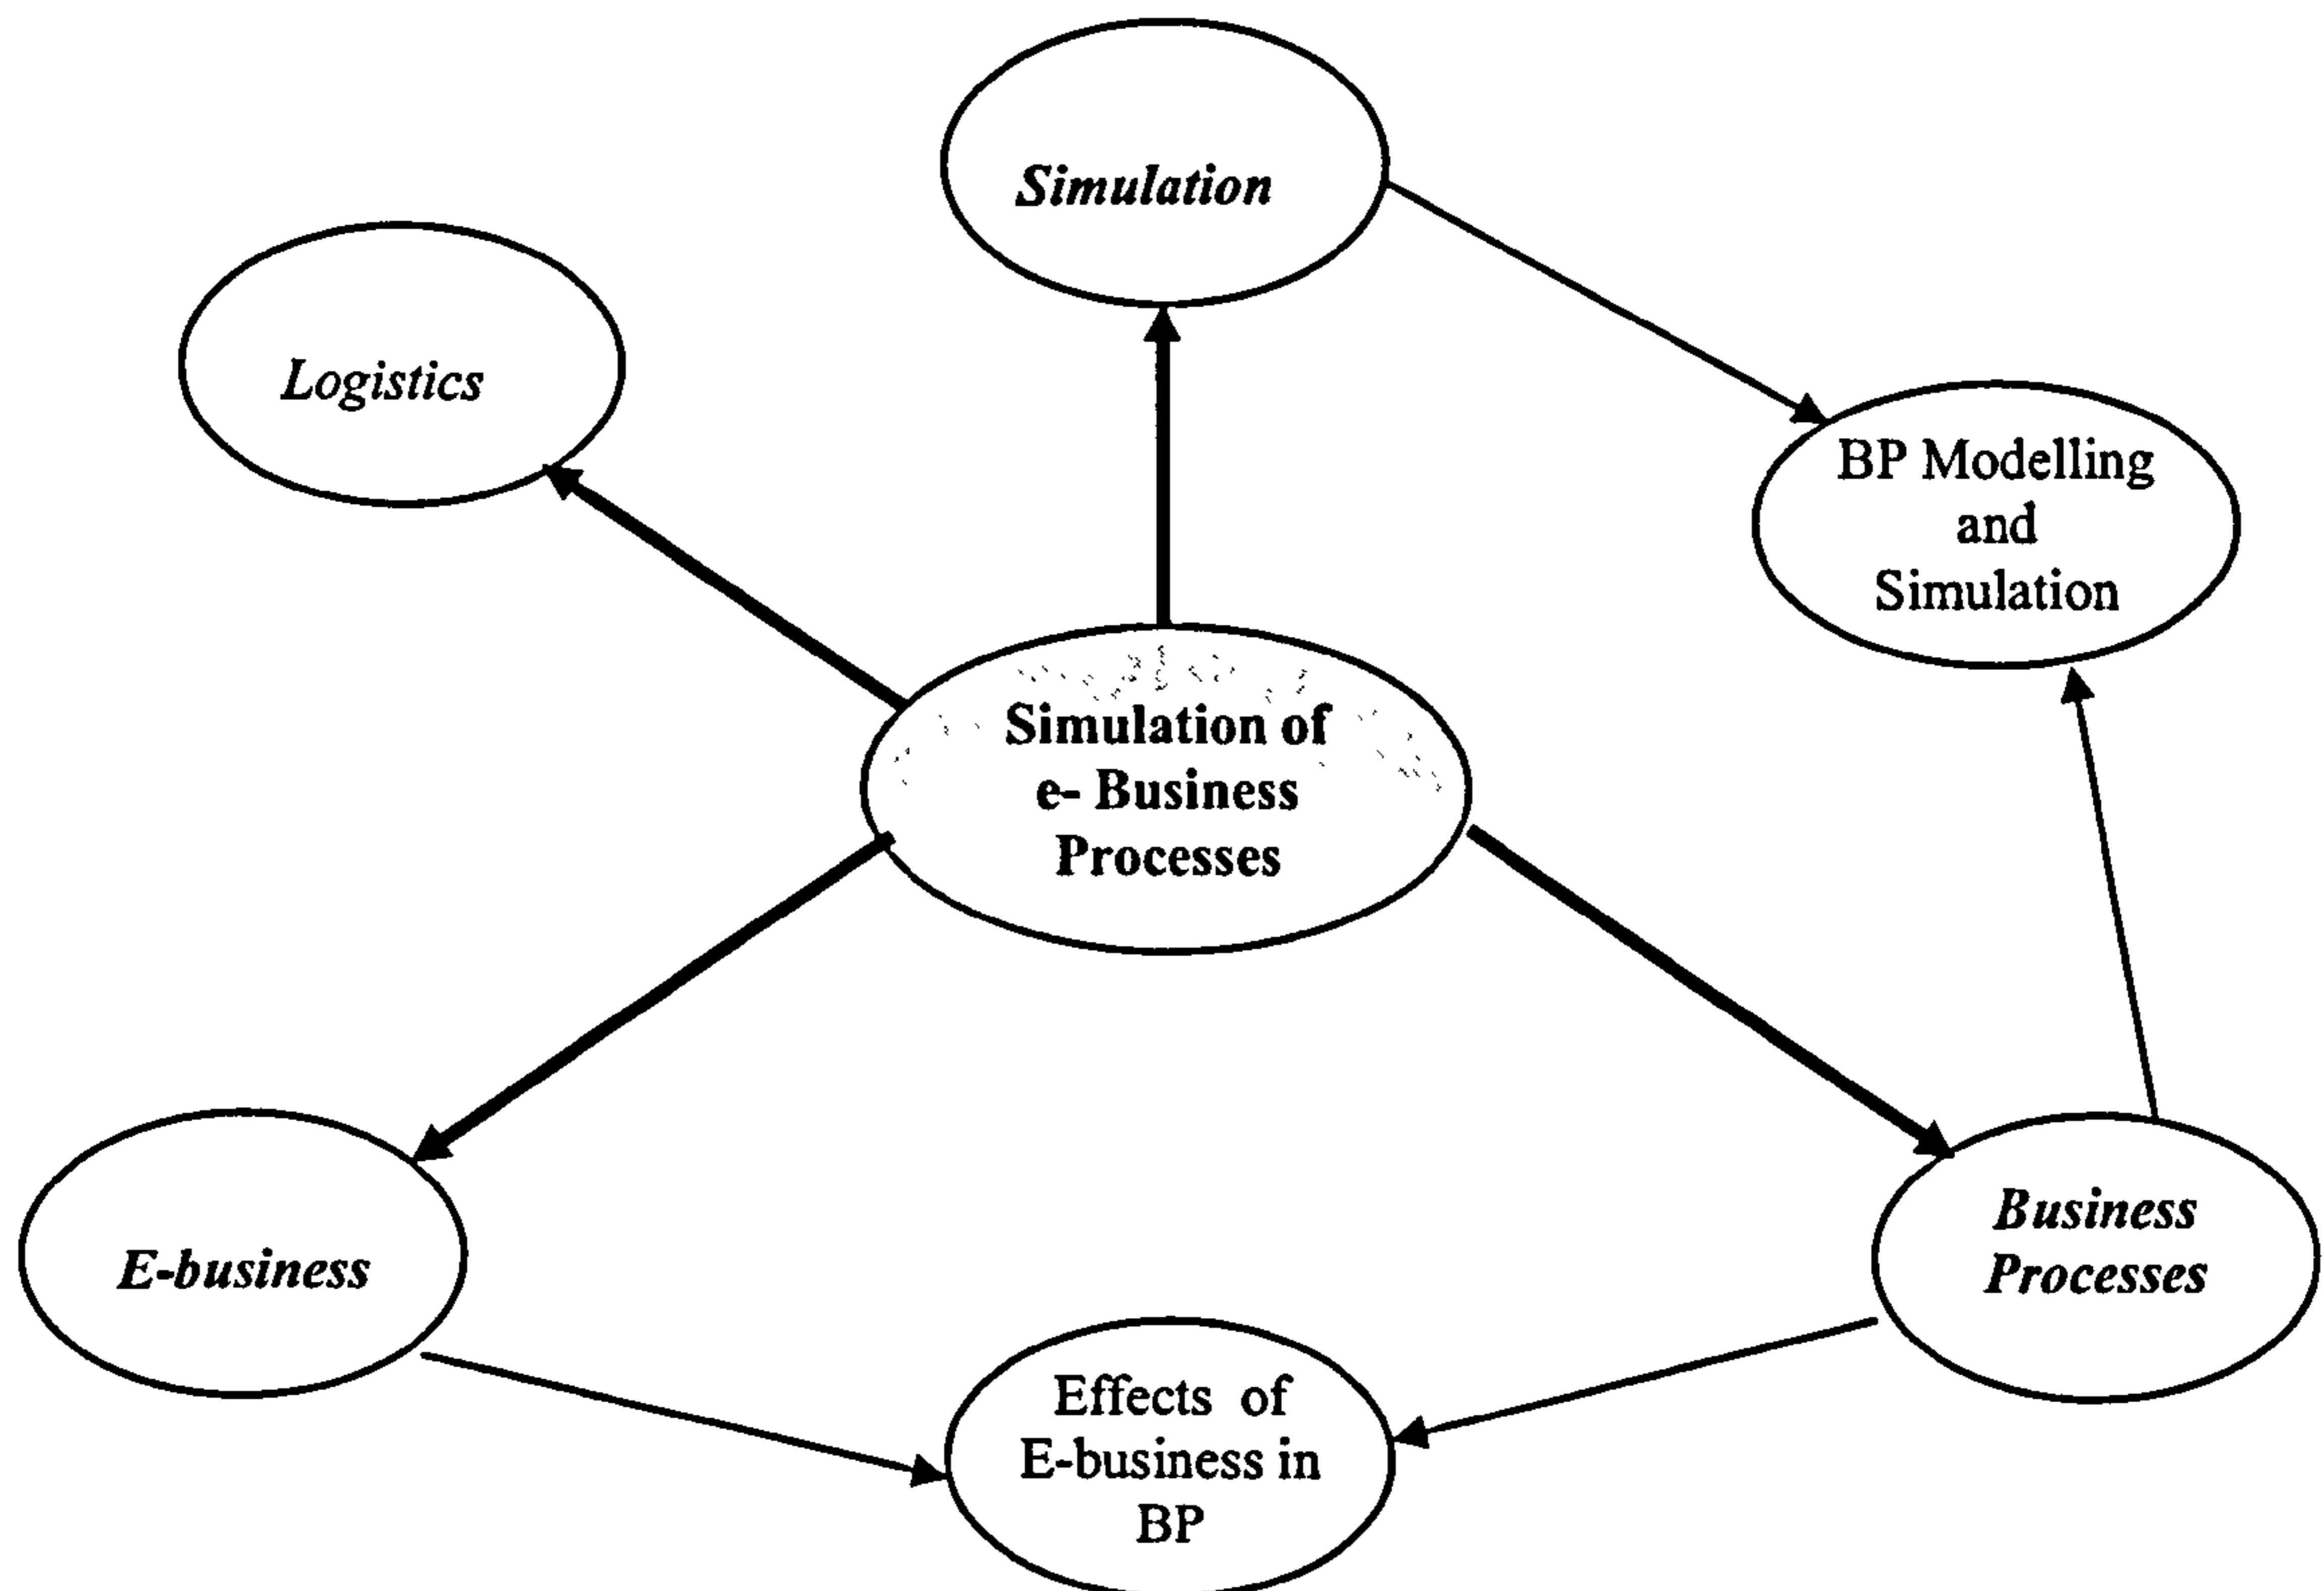 Simulation
Logistics
BP Modelling
and
Simulation
Simulation of
e- Business
Processes
E-business
Business
Processes
Effects of
E-business in
BP